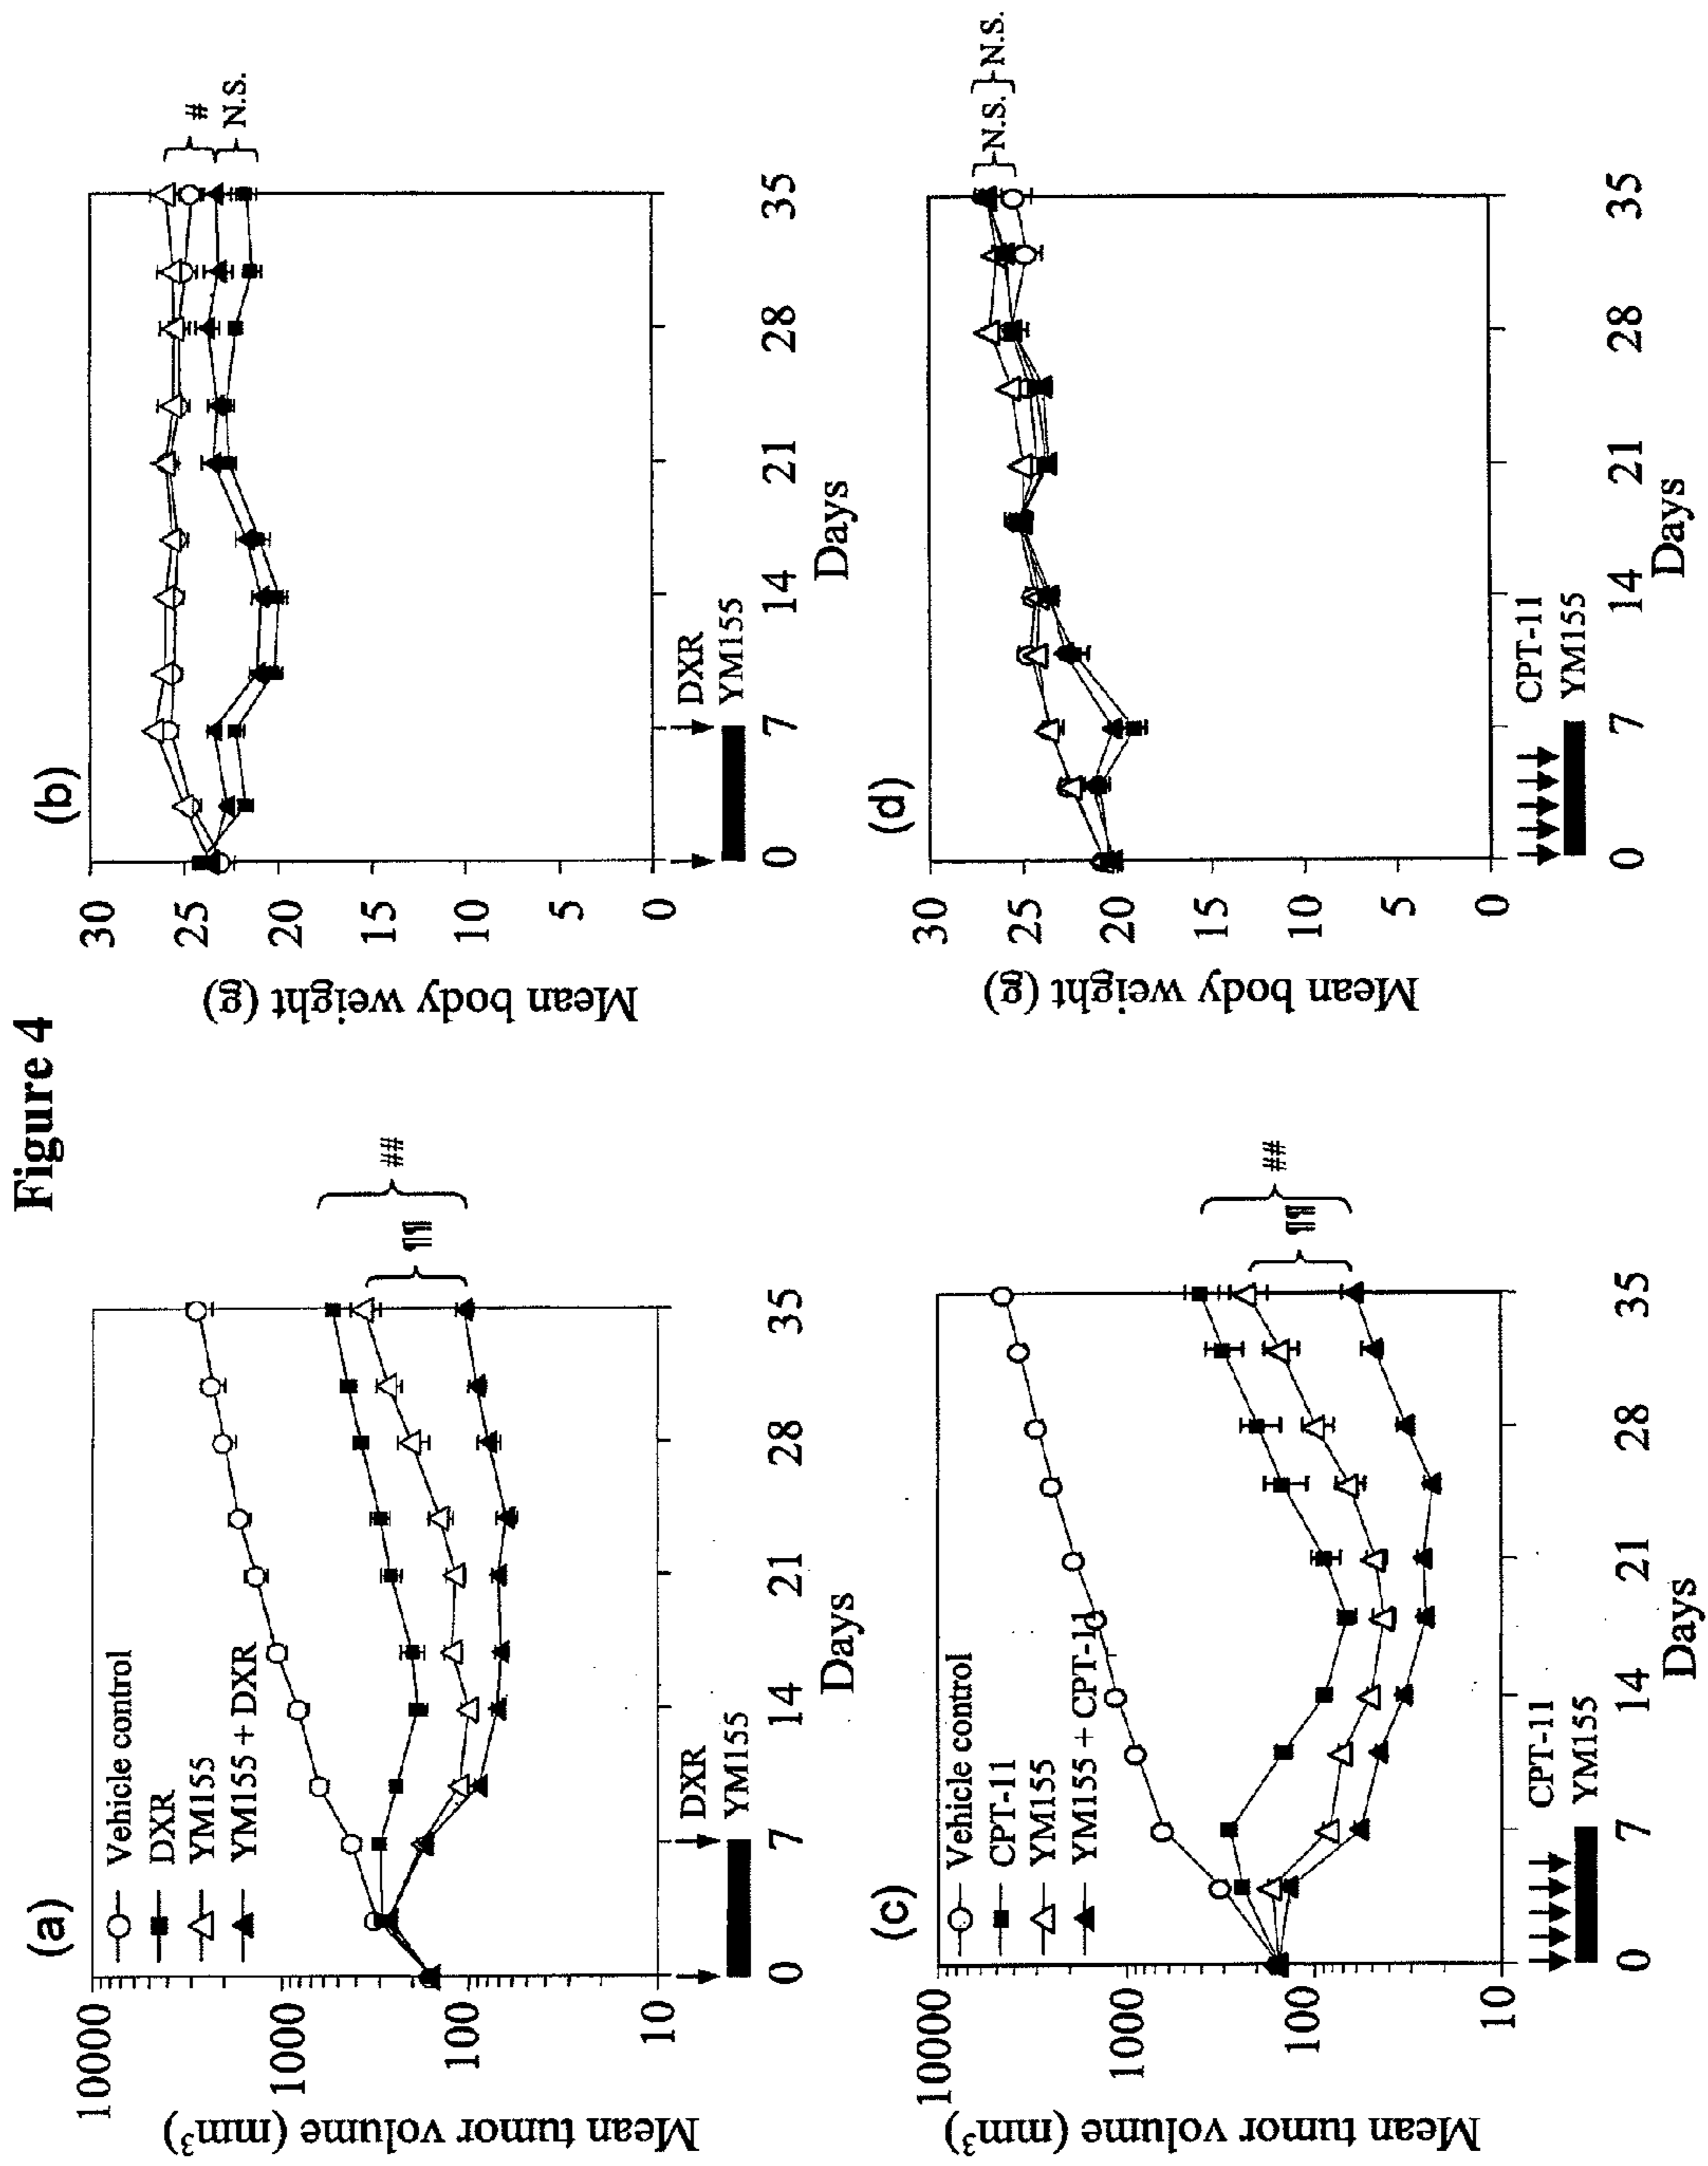 Figure 4
(a)
Mean tumor volume (mm³)
10000
1000
100
10
Vehicle control
DXR
YM155
YM155 + DXR
##
¶¶
DXR
YM155
0 7 14 21 28 35
Days
(b)
Mean body weight (g)
30
25
20
15
10
5
0
#
N.S.
DXR
YM155
0 7 14 21 28 35
Days
(c)
Mean tumor volume (mm³)
10000
1000
100
10
Vehicle control
CPT-11
YM155
YM155 + CPT-11
##
¶¶
CPT-11
YM155
0 7 14 21 28 35
Days
(d)
Mean body weight (g)
30
25
20
15
10
5
0
N.S.
N.S.
CPT-11
YM155
0 7 14 21 28 35
Days